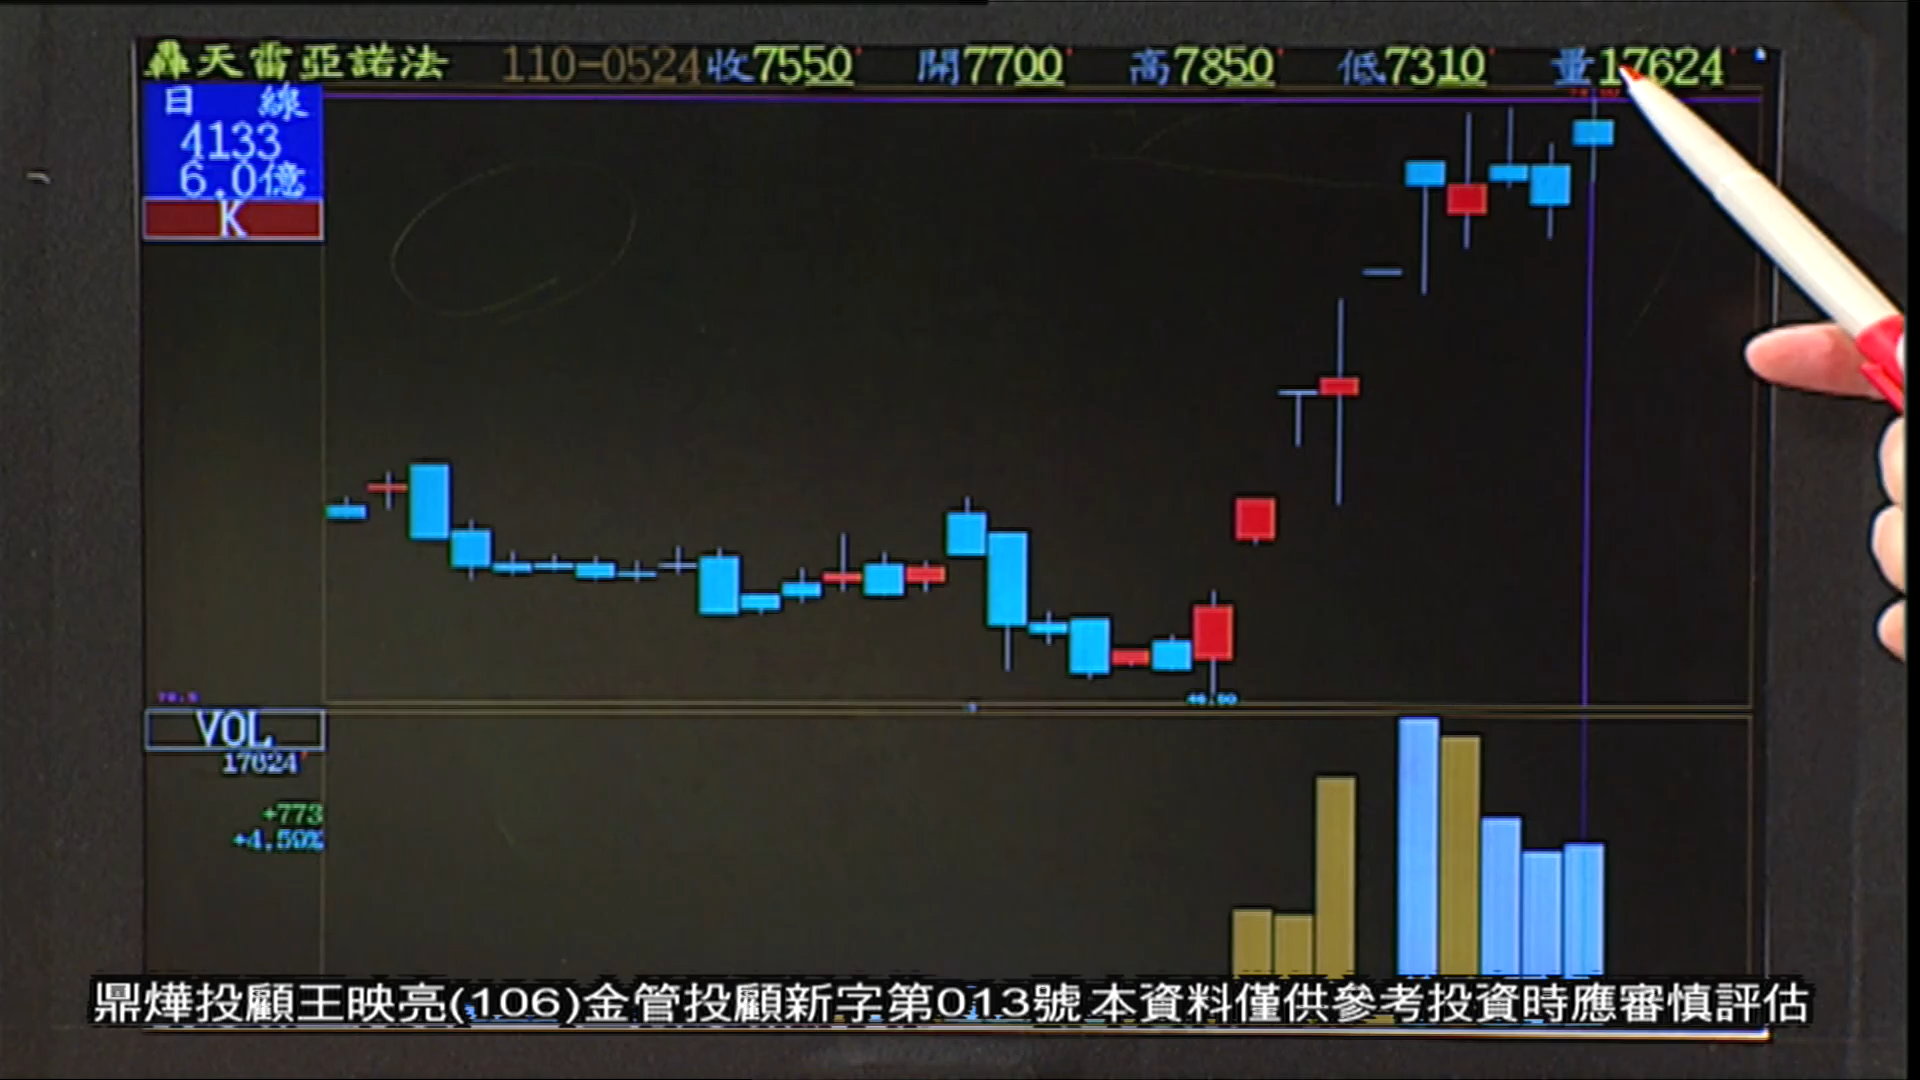 轟天雷亞諾法 110-0524 收7550 開7700 高7850 低7310 量17624
日 線
4133
6.0億
K
VOL
17624
+773
+4.59%
鼎燁投顧王映亮(106)金管投顧新字第013號 本資料僅供參考投資時應審慎評估